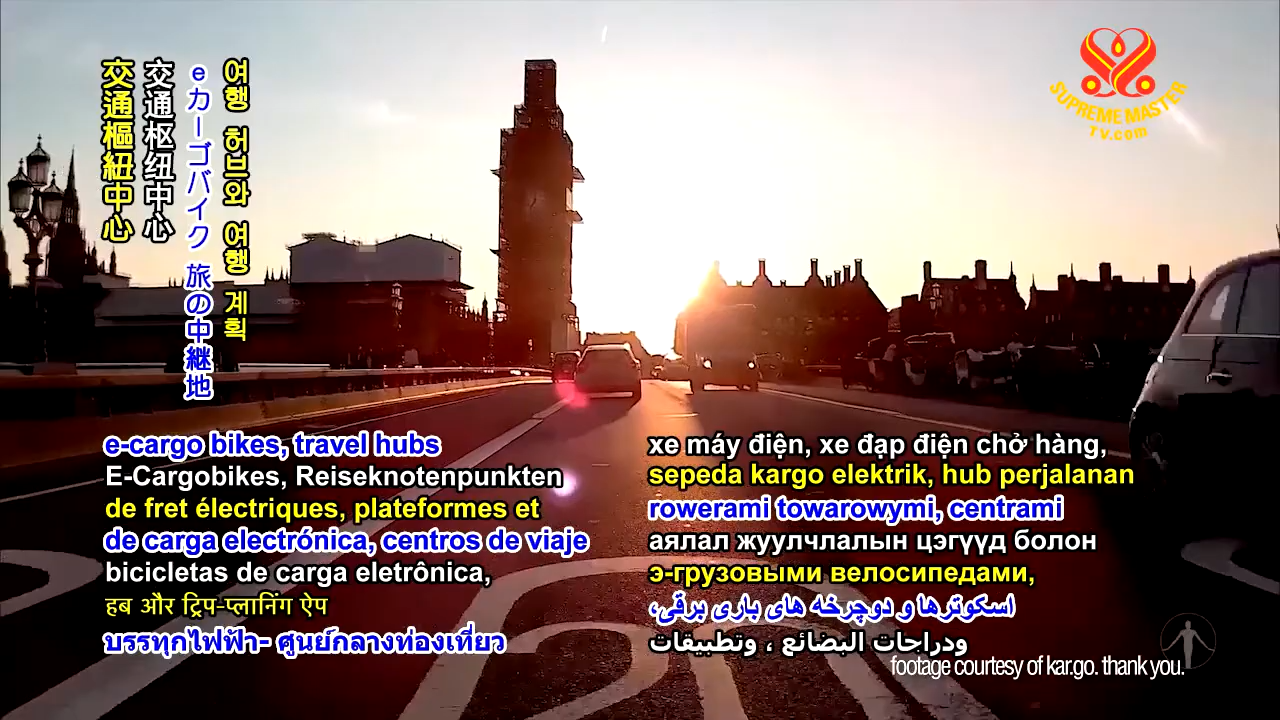 SUPREME MASTER
TV.com
여행 허브와 여행 계획
eカーゴバイク 旅の中継地
交通枢纽中心
交通樞紐中心
e-cargo bikes, travel hubs
E-Cargobikes, Reiseknotenpunkten
de fret électriques, plateformes et
de carga electrónica, centros de viaje
bicicletas de carga eletrônica,
हब और ट्रिप-प्लानिंग ऐप
บรรทุกไฟฟ้า- ศูนย์กลางท่องเที่ยว
xe máy điện, xe đạp điện chở hàng,
sepeda kargo elektrik, hub perjalanan
rowerami towarowymi, centrami
аялал жуулчлалын цэгүүд болон
э-грузовыми велосипедами,
اسکوترها و دوچرخه های باری برقی،
ودراجات البضائع ، وتطبيقات
footage courtesy of kar.go. thank you.
20